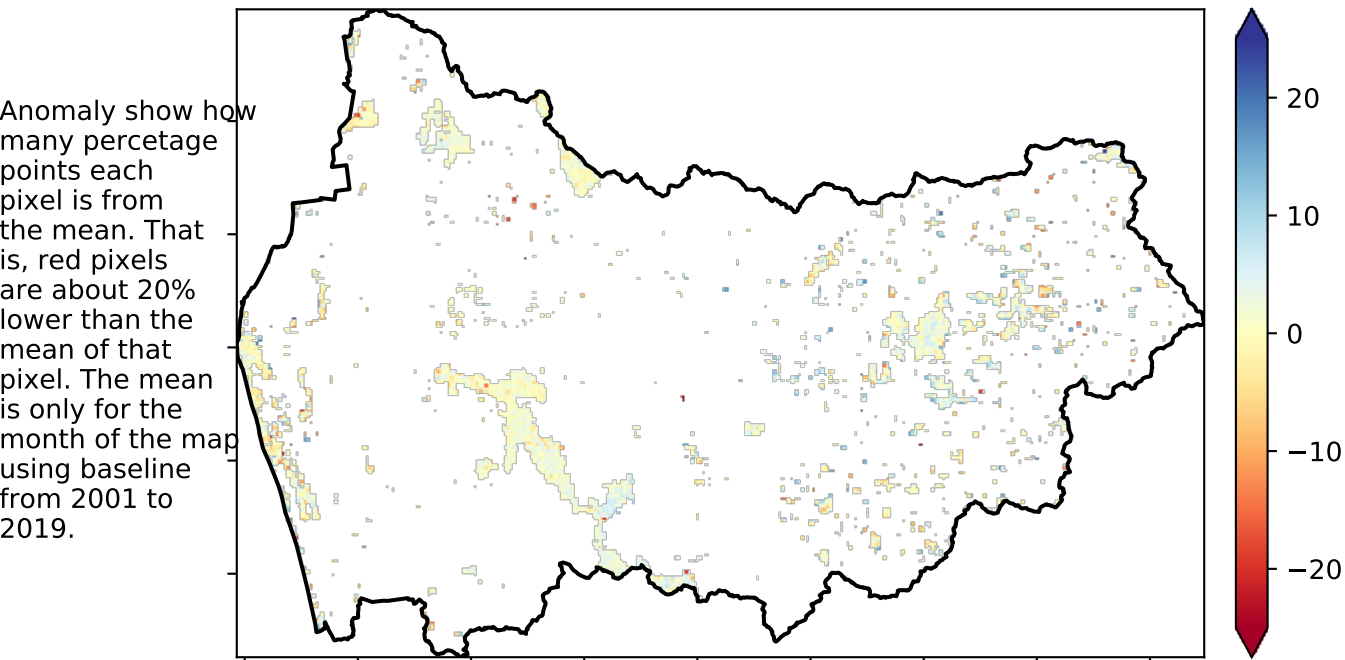 Anomaly show how
many percetage
points each
pixel is from
the mean. That
is, red pixels
are about 20%
lower than the
mean of that
pixel. The mean
is only for the
month of the map
using baseline
from 2001 to
2019.
20
10
0
−10
−20